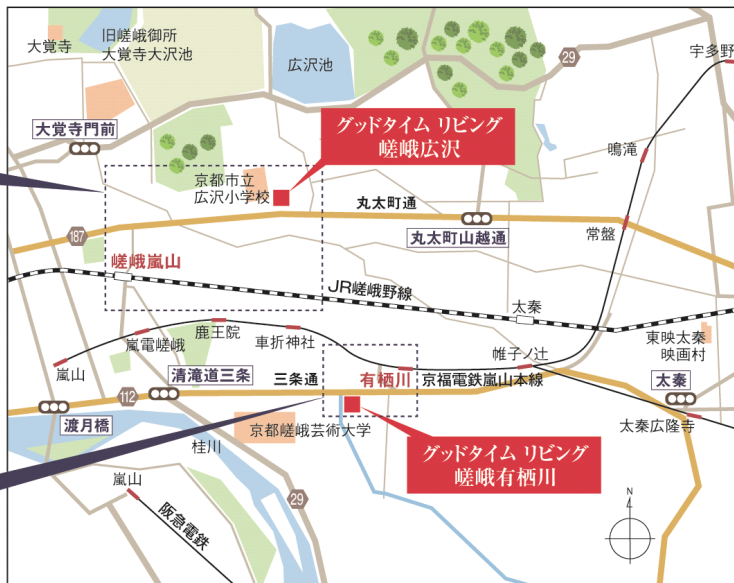 大覚寺
旧嵯峨御所
大覚寺大沢池
広沢池
29
宇多野
大覚寺門前
グッドタイム リビング
嵯峨広沢
鳴滝
京都市立
広沢小学校
丸太町通
丸太町山越通
常盤
187
嵯峨嵐山
JR嵯峨野線
太秦
東映太秦
映画村
鹿王院
嵐電嵯峨
車折神社
嵐山
清滝道三条
三条通
有栖川
帷子ノ辻
京福電鉄嵐山本線
太秦
112
渡月橋
京都嵯峨芸術大学
太秦広隆寺
桂川
グッドタイム リビング
嵯峨有栖川
嵐山
29
阪急電鉄
N